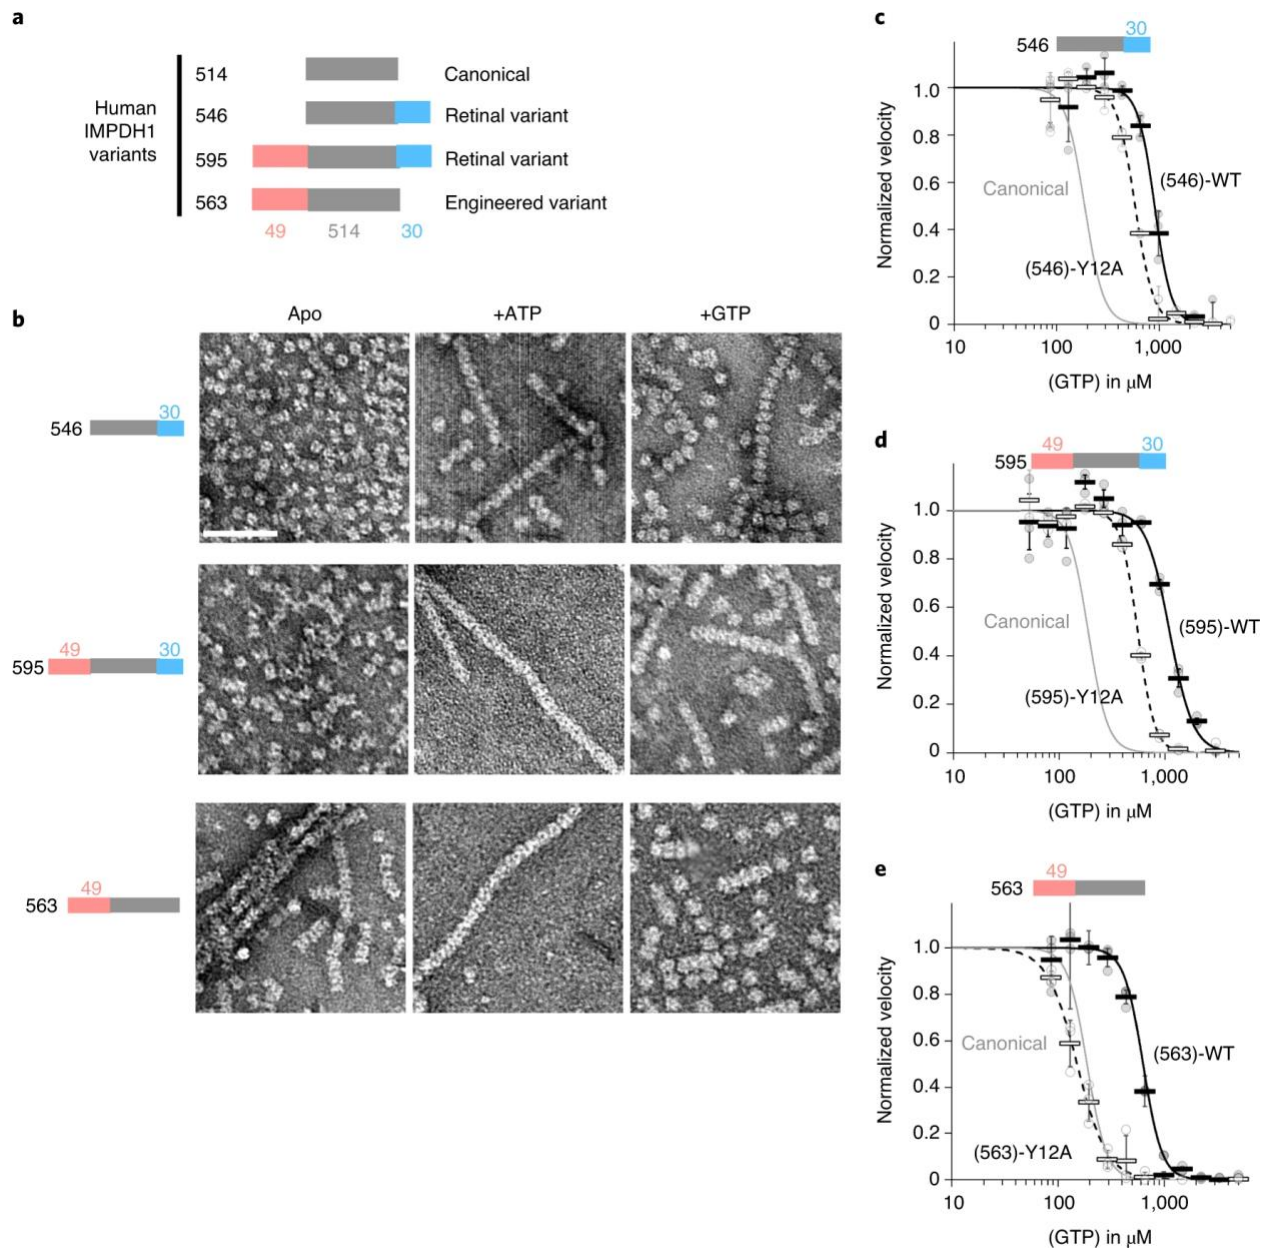 a
Human
IMPDH1
variants
514
Canonical
546
Retinal variant
595
Retinal variant
563
Engineered variant
49 514 30
b
Apo +ATP +GTP
30
546
49 30
595
49
563
c
30
546
Normalized velocity
1.0
0.8
0.6
0.4
0.2
0
Canonical
(546)-WT
(546)-Y12A
10 100 1,000
(GTP) in μM
d
49 30
595
Normalized velocity
1.0
0.8
0.6
0.4
0.2
0
Canonical
(595)-WT
(595)-Y12A
10 100 1,000
(GTP) in μM
e
49
563
Normalized velocity
1.0
0.8
0.6
0.4
0.2
0
Canonical
(563)-WT
(563)-Y12A
10 100 1,000
(GTP) in μM